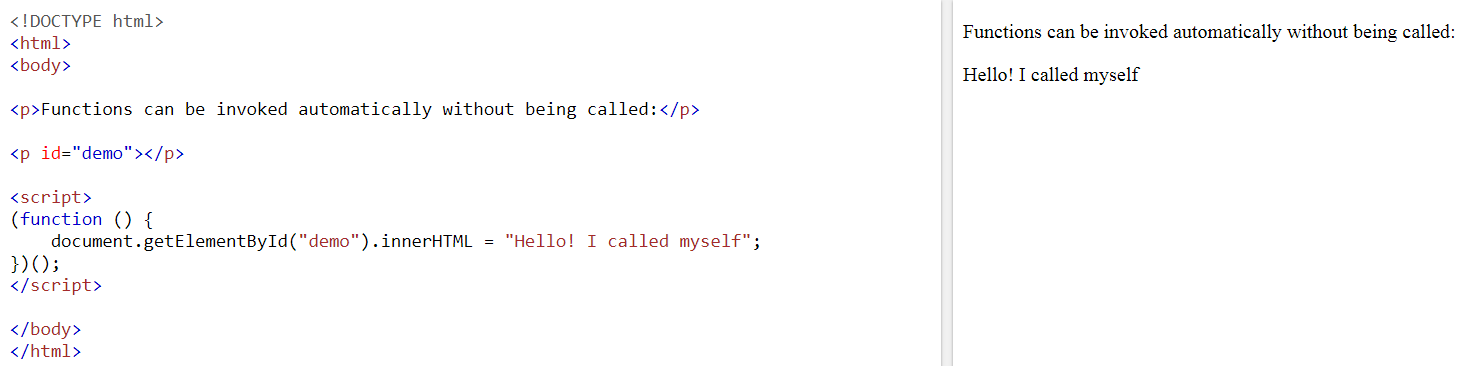 <!DOCTYPE html>
<html>
<body>
<p>Functions can be invoked automatically without being called:</p>
<p id="demo"></p>
<script>
(function () {
    document.getElementById("demo").innerHTML = "Hello! I called myself";
})();
</script>
</body>
</html>
Functions can be invoked automatically without being called:
Hello! I called myself